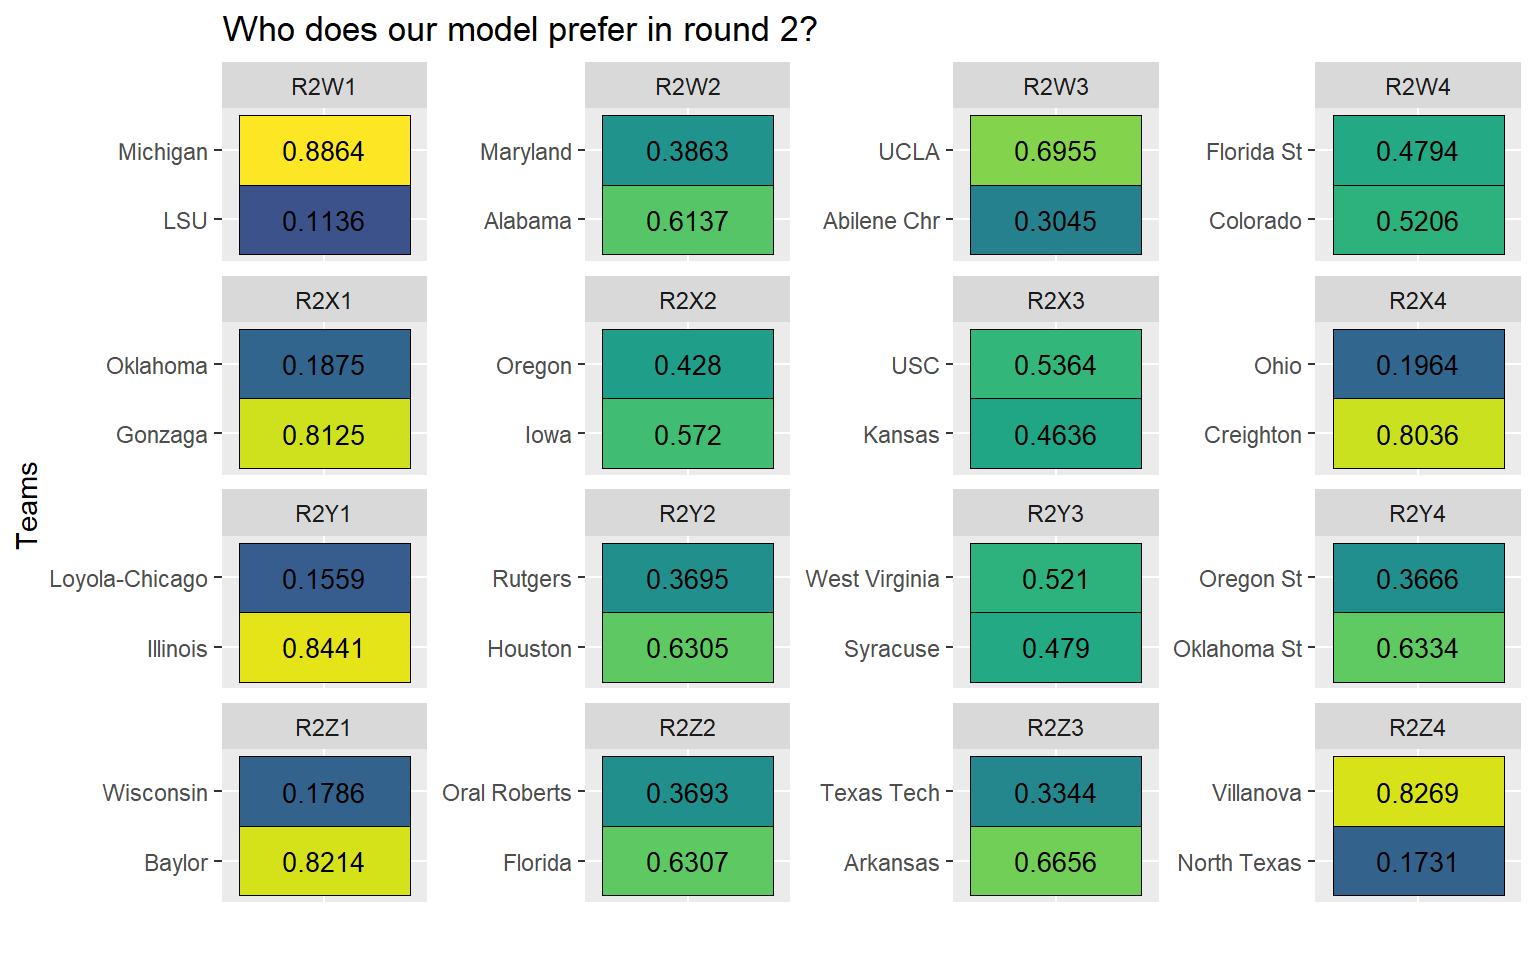 Who does our model prefer in round 2?
R2W1 R2W2 R2W3 R2W4
Michigan 0.8864 Maryland 0.3863 UCLA 0.6955 Florida St 0.4794
LSU 0.1136 Alabama 0.6137 Abilene Chr 0.3045 Colorado 0.5206
R2X1 R2X2 R2X3 R2X4
Oklahoma 0.1875 Oregon 0.428 USC 0.5364 Ohio 0.1964
Gonzaga 0.8125 Iowa 0.572 Kansas 0.4636 Creighton 0.8036
Teams
R2Y1 R2Y2 R2Y3 R2Y4
Loyola-Chicago 0.1559 Rutgers 0.3695 West Virginia 0.521 Oregon St 0.3666
Illinois 0.8441 Houston 0.6305 Syracuse 0.479 Oklahoma St 0.6334
R2Z1 R2Z2 R2Z3 R2Z4
Wisconsin 0.1786 Oral Roberts 0.3693 Texas Tech 0.3344 Villanova 0.8269
Baylor 0.8214 Florida 0.6307 Arkansas 0.6656 North Texas 0.1731